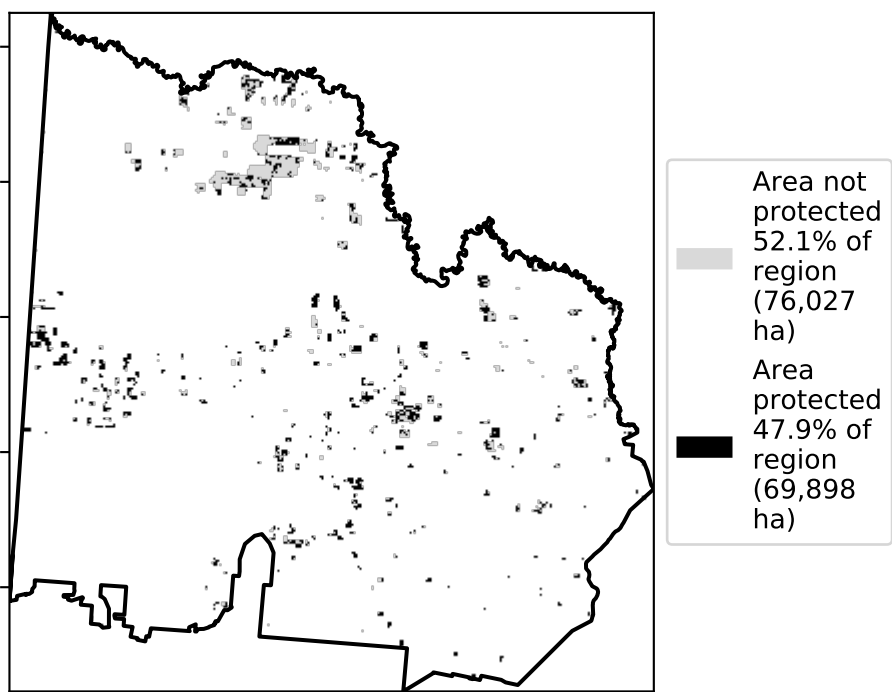 Area not
protected
52.1% of
region
(76,027
ha)
Area
protected
47.9% of
region
(69,898
ha)